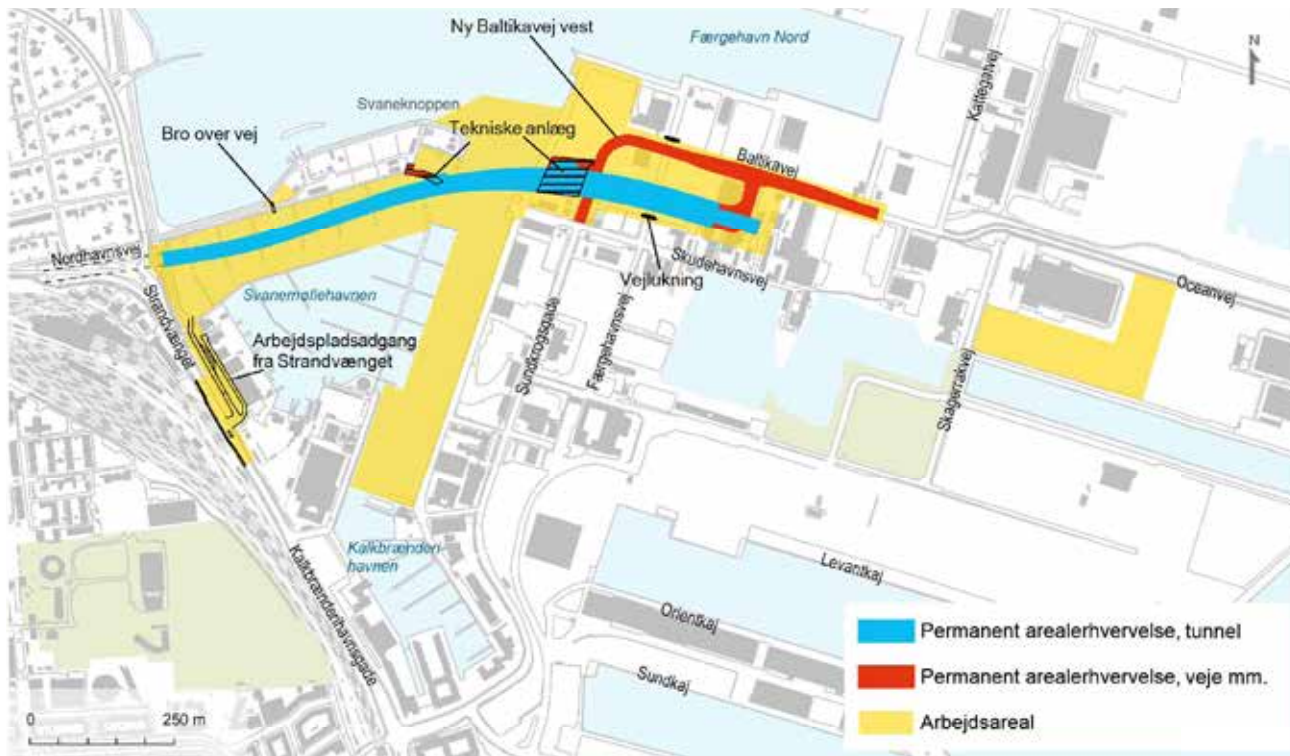 Ny Baltikavej vest
Færgehavn Nord
N
Kattegatvej
Svaneknoppen
Bro over vej
Tekniske anlæg
Baltikavej
Nordhavnsvej
Strandvænget
Svanemøllehavnen
Vejlukning
Skudehavnsvej
Oceanvej
Arbejdspladsadgang
fra Strandvænget
Sundkrogsgade
Færgehavnsvej
Skagerrakvej
Kalkbrænderi
havnen
Kalkbrænderihavnsgade
Levantkaj
Orientkaj
Sundkaj
Permanent arealerhvervelse, tunnel
Permanent arealerhvervelse, veje mm.
Arbejdsareal
0 250 m